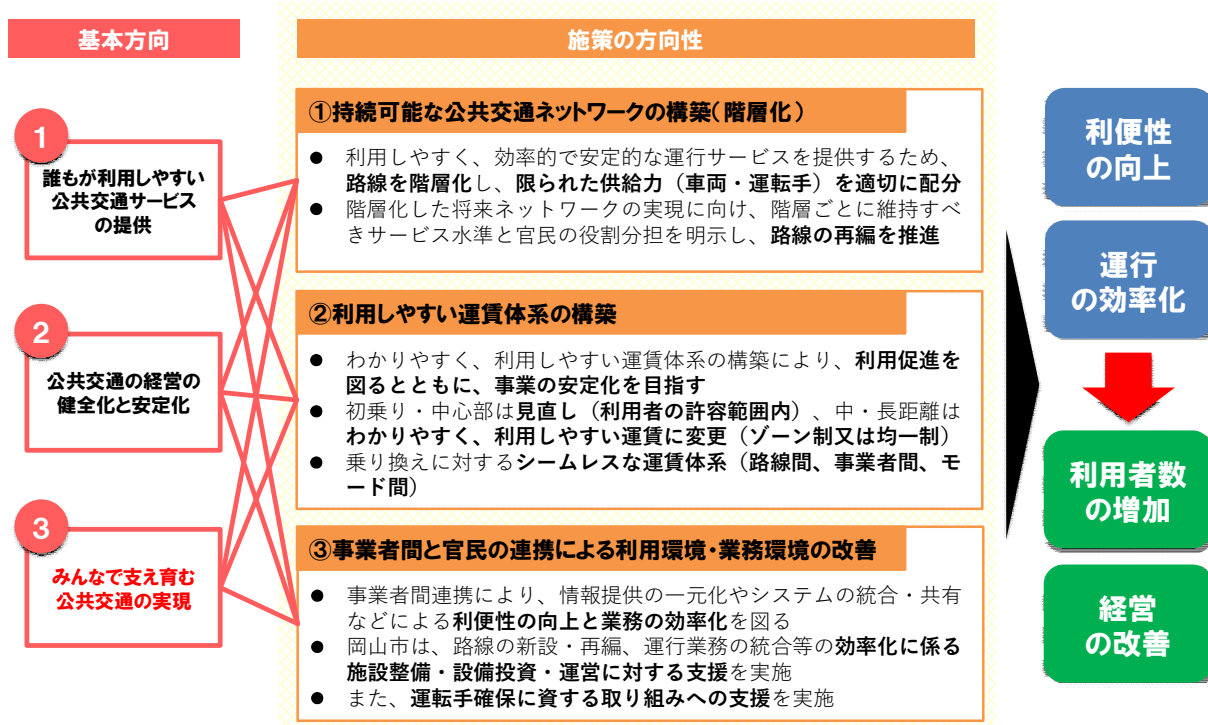 基本方向
施策の方向性
1
誰もが利用しやすい
公共交通サービス
の提供
2
公共交通の経営の
健全化と安定化
3
みんなで支え育む
公共交通の実現
①持続可能な公共交通ネットワークの構築(階層化)
● 利用しやすく、効率的で安定的な運行サービスを提供するため、
路線を階層化し、限られた供給力（車両・運転手）を適切に配分
● 階層化した将来ネットワークの実現に向け、階層ごとに維持すべ
きサービス水準と官民の役割分担を明示し、路線の再編を推進
②利用しやすい運賃体系の構築
● わかりやすく、利用しやすい運賃体系の構築により、利用促進を
図るとともに、事業の安定化を目指す
● 初乗り・中心部は見直し（利用者の許容範囲内）、中・長距離は
わかりやすく、利用しやすい運賃に変更（ゾーン制又は均一制）
● 乗り換えに対するシームレスな運賃体系（路線間、事業者間、モ
ード間）
③事業者間と官民の連携による利用環境・業務環境の改善
● 事業者間連携により、情報提供の一元化やシステムの統合・共有
などによる利便性の向上と業務の効率化を図る
● 岡山市は、路線の新設・再編、運行業務の統合等の効率化に係る
施設整備・設備投資・運営に対する支援を実施
● また、運転手確保に資する取り組みへの支援を実施
利便性
の向上
運行
の効率化
利用者数
の増加
経営
の改善